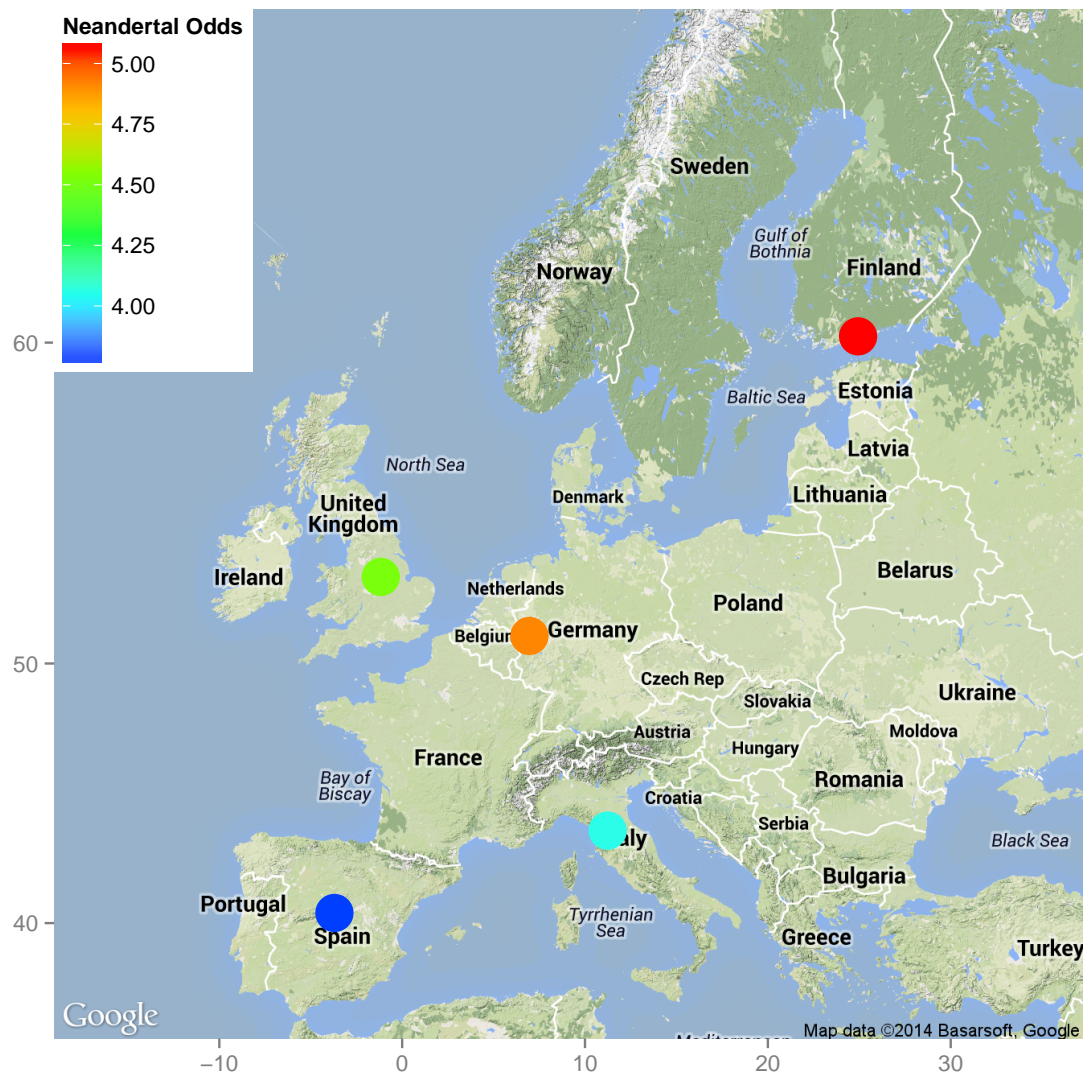 Neandertal Odds
5.00
4.75
4.50
4.25
4.00
60
50
40
−10
0
10
20
30
Sweden
Gulf of
Bothnia
Norway
Finland
Estonia
Baltic Sea
Latvia
North Sea
Lithuania
Denmark
United
Kingdom
Ireland
Belarus
Netherlands
Poland
Belgium
Germany
Czech Rep
Ukraine
Slovakia
Austria
Moldova
Hungary
France
Romania
Bay of
Biscay
Croatia
Serbia
Italy
Black Sea
Bulgaria
Portugal
Tyrrhenian
Sea
Spain
Greece
Turkey
Google
Map data ©2014 Basarsoft, Google